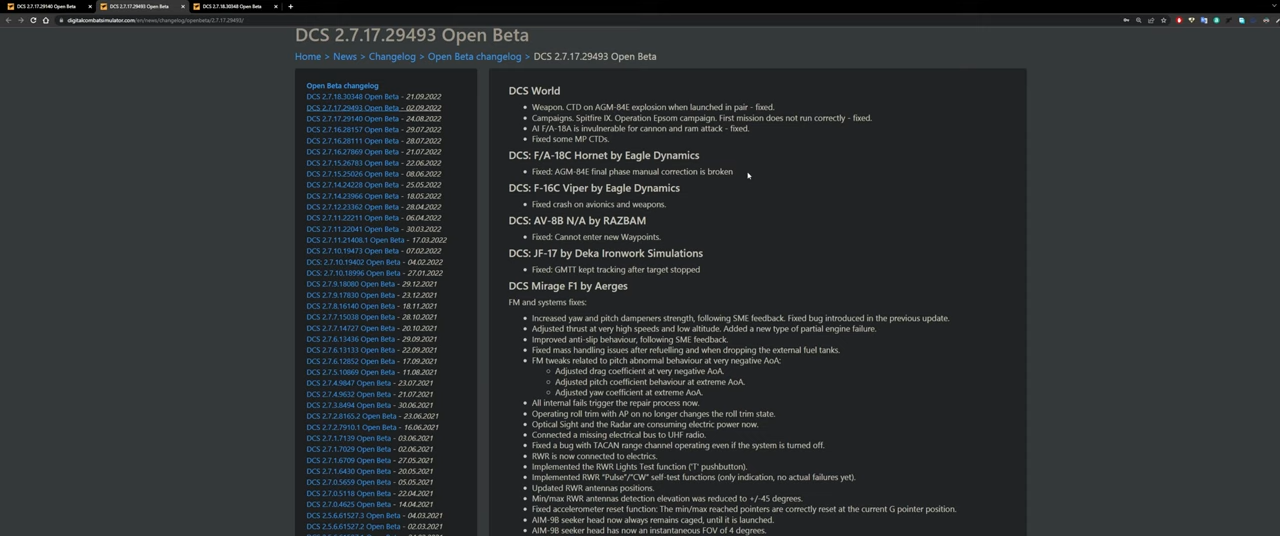 DCS 2.7.17.29140 Open Beta
DCS 2.7.17.29493 Open Beta
DCS 2.7.18.30348 Open Beta
digitalcombatsimulator.com/en/news/changelog/openbeta/2.7.17.29493/
DCS 2.7.17.29493 Open Beta
Home > News > Changelog > Open Beta changelog > DCS 2.7.17.29493 Open Beta
Open Beta changelog
DCS 2.7.18.30348 Open Beta - 21.09.2022
DCS 2.7.17.29493 Open Beta - 02.09.2022
DCS 2.7.17.29140 Open Beta - 24.08.2022
DCS 2.7.16.28157 Open Beta - 29.07.2022
DCS 2.7.16.28111 Open Beta - 28.07.2022
DCS 2.7.16.27869 Open Beta - 21.07.2022
DCS 2.7.15.26783 Open Beta - 22.06.2022
DCS 2.7.15.25026 Open Beta - 08.06.2022
DCS 2.7.14.24228 Open Beta - 25.05.2022
DCS 2.7.14.23966 Open Beta - 18.05.2022
DCS 2.7.12.23362 Open Beta - 28.04.2022
DCS 2.7.11.22211 Open Beta - 06.04.2022
DCS 2.7.11.22041 Open Beta - 30.03.2022
DCS 2.7.11.21408.1 Open Beta - 17.03.2022
DCS 2.7.10.19473 Open Beta - 07.02.2022
DCS: 2.7.10.19402 Open Beta - 04.02.2022
DCS: 2.7.10.18996 Open Beta - 27.01.2022
DCS 2.7.9.18080 Open Beta - 29.12.2021
DCS 2.7.9.17830 Open Beta - 23.12.2021
DCS 2.7.8.16140 Open Beta - 18.11.2021
DCS 2.7.7.15038 Open Beta - 28.10.2021
DCS 2.7.7.14727 Open Beta - 20.10.2021
DCS 2.7.6.13436 Open Beta - 29.09.2021
DCS 2.7.6.13133 Open Beta - 22.09.2021
DCS 2.7.6.12852 Open Beta - 17.09.2021
DCS 2.7.5.10869 Open Beta - 11.08.2021
DCS 2.7.4.9847 Open Beta - 23.07.2021
DCS 2.7.4.9632 Open Beta - 21.07.2021
DCS 2.7.3.8494 Open Beta - 30.06.2021
DCS 2.7.2.8165.2 Open Beta - 23.06.2021
DCS 2.7.2.7910.1 Open Beta - 16.06.2021
DCS 2.7.1.7139 Open Beta - 03.06.2021
DCS 2.7.1.7029 Open Beta - 02.06.2021
DCS 2.7.1.6709 Open Beta - 27.05.2021
DCS 2.7.1.6430 Open Beta - 20.05.2021
DCS 2.7.0.5659 Open Beta - 05.05.2021
DCS 2.7.0.5118 Open Beta - 22.04.2021
DCS 2.7.0.4625 Open Beta - 14.04.2021
DCS 2.5.6.61527.3 Open Beta - 04.03.2021
DCS 2.5.6.61527.2 Open Beta - 02.03.2021
DCS World
Weapon. CTD on AGM-84E explosion when launched in pair - fixed.
Campaigns. Spitfire IX. Operation Epsom campaign. First mission does not run correctly - fixed.
AI F/A-18A is invulnerable for cannon and ram attack - fixed.
Fixed some MP CTDs.
DCS: F/A-18C Hornet by Eagle Dynamics
Fixed: AGM-84E final phase manual correction is broken
DCS: F-16C Viper by Eagle Dynamics
Fixed crash on avionics and weapons.
DCS: AV-8B N/A by RAZBAM
Fixed: Cannot enter new Waypoints.
DCS: JF-17 by Deka Ironwork Simulations
Fixed: GMTT kept tracking after target stopped
DCS Mirage F1 by Aerges
FM and systems fixes:
Increased yaw and pitch dampeners strength, following SME feedback. Fixed bug introduced in the previous update.
Adjusted thrust at very high speeds and low altitude. Added a new type of partial engine failure.
Improved anti-slip behaviour, following SME feedback.
Fixed mass handling issues after refuelling and when dropping the external fuel tanks.
FM tweaks related to pitch abnormal behaviour at very negative AoA:
Adjusted drag coefficient at very negative AoA.
Adjusted pitch coefficient behaviour at extreme AoA.
Adjusted yaw coefficient at extreme AoA.
All internal fails trigger the repair process now.
Operating roll trim with AP on no longer changes the roll trim state.
Optical Sight and the Radar are consuming electric power now.
Connected a missing electrical bus to UHF radio.
Fixed a bug with TACAN range channel operating even if the system is turned off.
RWR is now connected to electrics.
Implemented the RWR Lights Test function ('T' pushbutton).
Implemented RWR "Pulse"/"CW" self-test functions (only indication, no actual failures yet).
Updated RWR antennas positions.
Min/max RWR antennas detection elevation was reduced to +/-45 degrees.
Fixed accelerometer reset function: The min/max reached pointers are correctly reset at the current G pointer position.
AIM-9B seeker head now always remains caged, until it is launched.
AIM-9B seeker head has now an instantaneous FOV of 4 degrees.